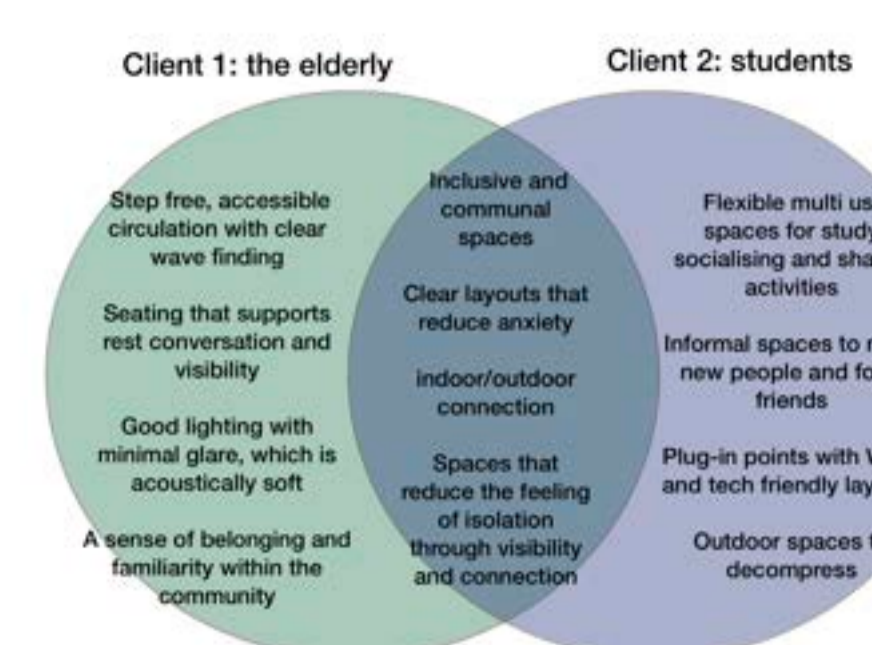 Client 1: the elderly
Step free, accessible
circulation with clear
wave finding
Seating that supports
rest conversation and
visibility
Good lighting with
minimal glare, which is
acoustically soft
A sense of belonging and
familiarity within the
community
Inclusive and
communal
spaces
Clear layouts that
reduce anxiety
indoor/outdoor
connection
Spaces that
reduce the feeling
of isolation
through visibility
and connection
Client 2: students
Flexible multi
spaces for
socialising and
activities
Informal spaces to
new people and
friends
Plug-in points with
and tech friendly
Outdoor spaces
decompress